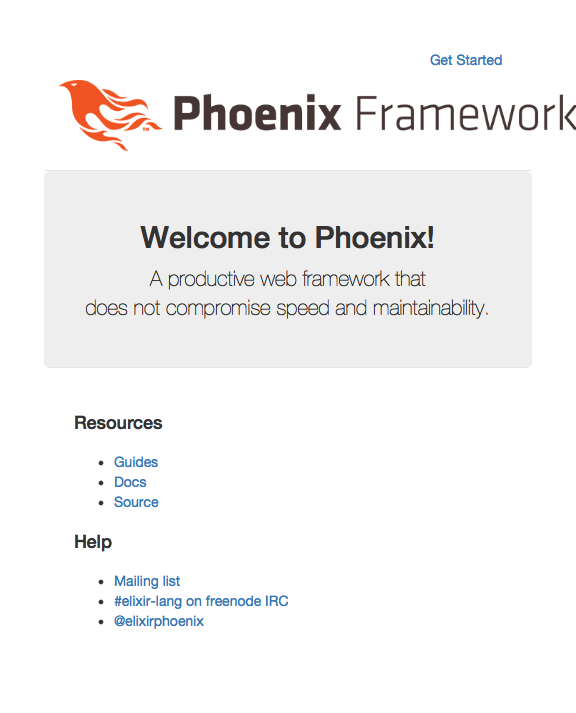 Get Started
Phoenix Framework
Welcome to Phoenix!
A productive web framework that
does not compromise speed and maintainability.
Resources
Guides
Docs
Source
Help
Mailing list
#elixir-lang on freenode IRC
@elixirphoenix